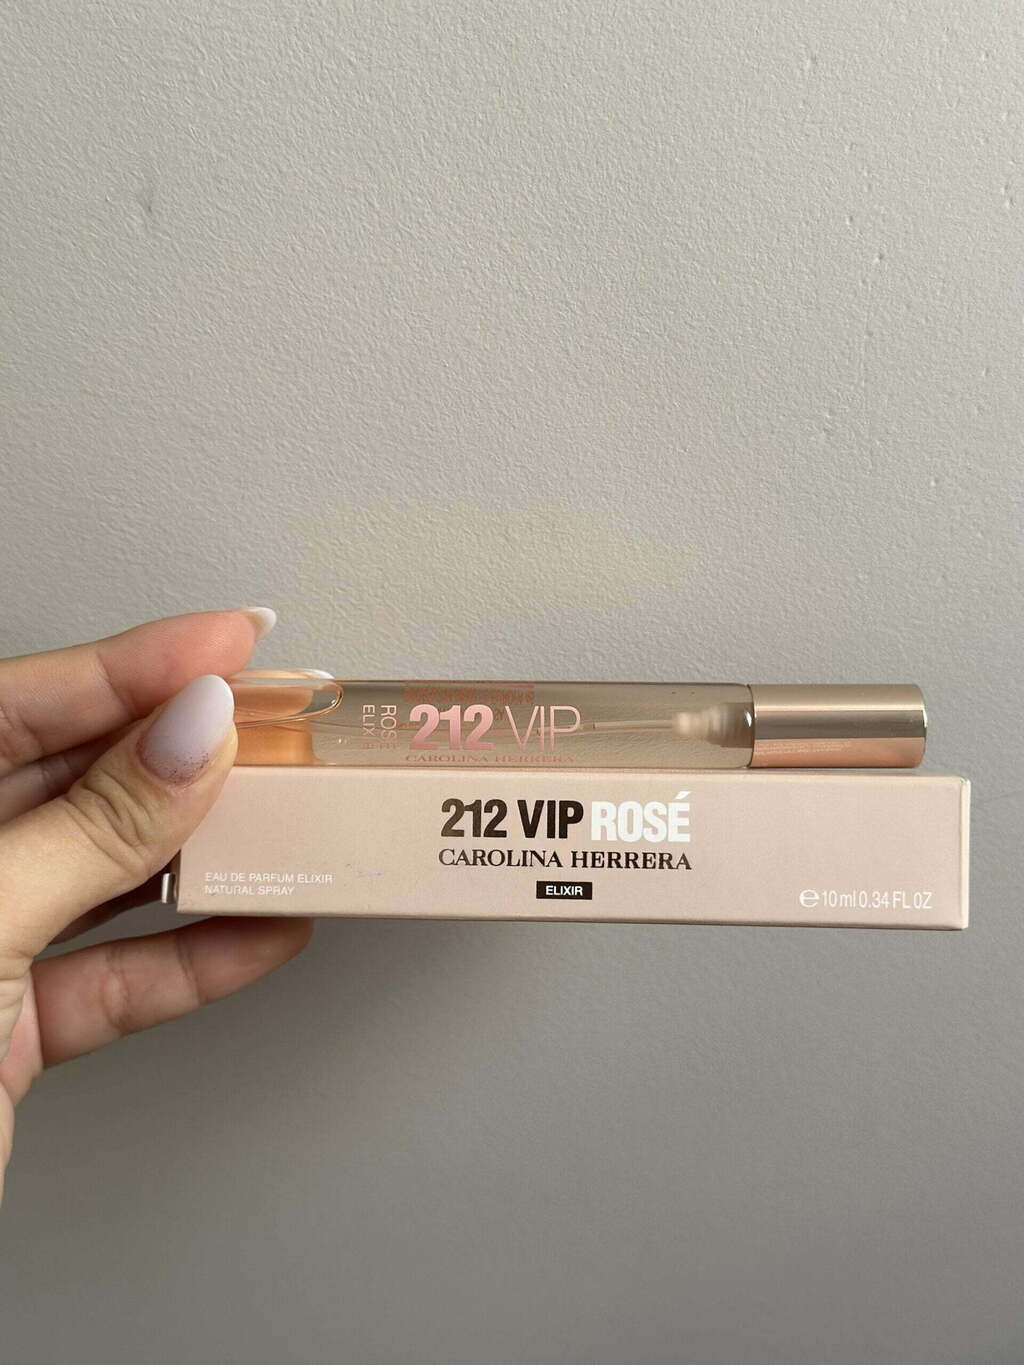 ROSÉ
ELIXIR
212 VIP
CAROLINA HERRERA
212 VIP ROSÉ
CAROLINA HERRERA
ELIXIR
EAU DE PARFUM ELIXIR
NATURAL SPRAY
℮ 10 ml 0.34 FL OZ